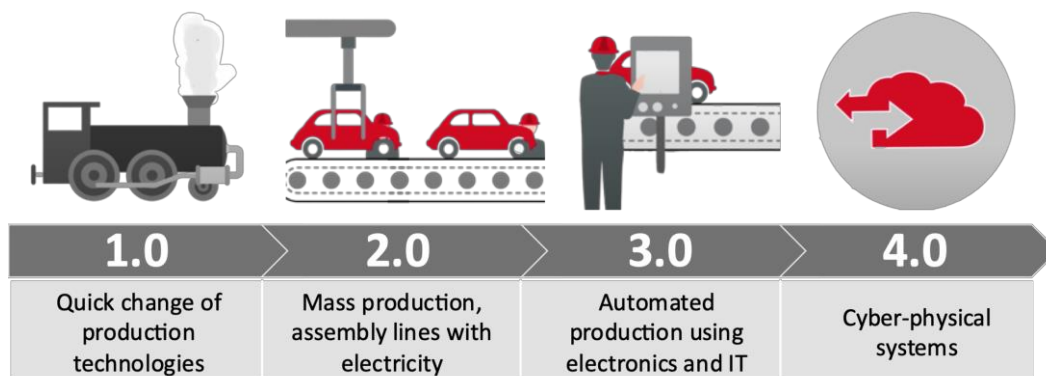 1.0
2.0
3.0
4.0
Quick change of
production
technologies
Mass production,
assembly lines with
electricity
Automated
production using
electronics and IT
Cyber-physical
systems